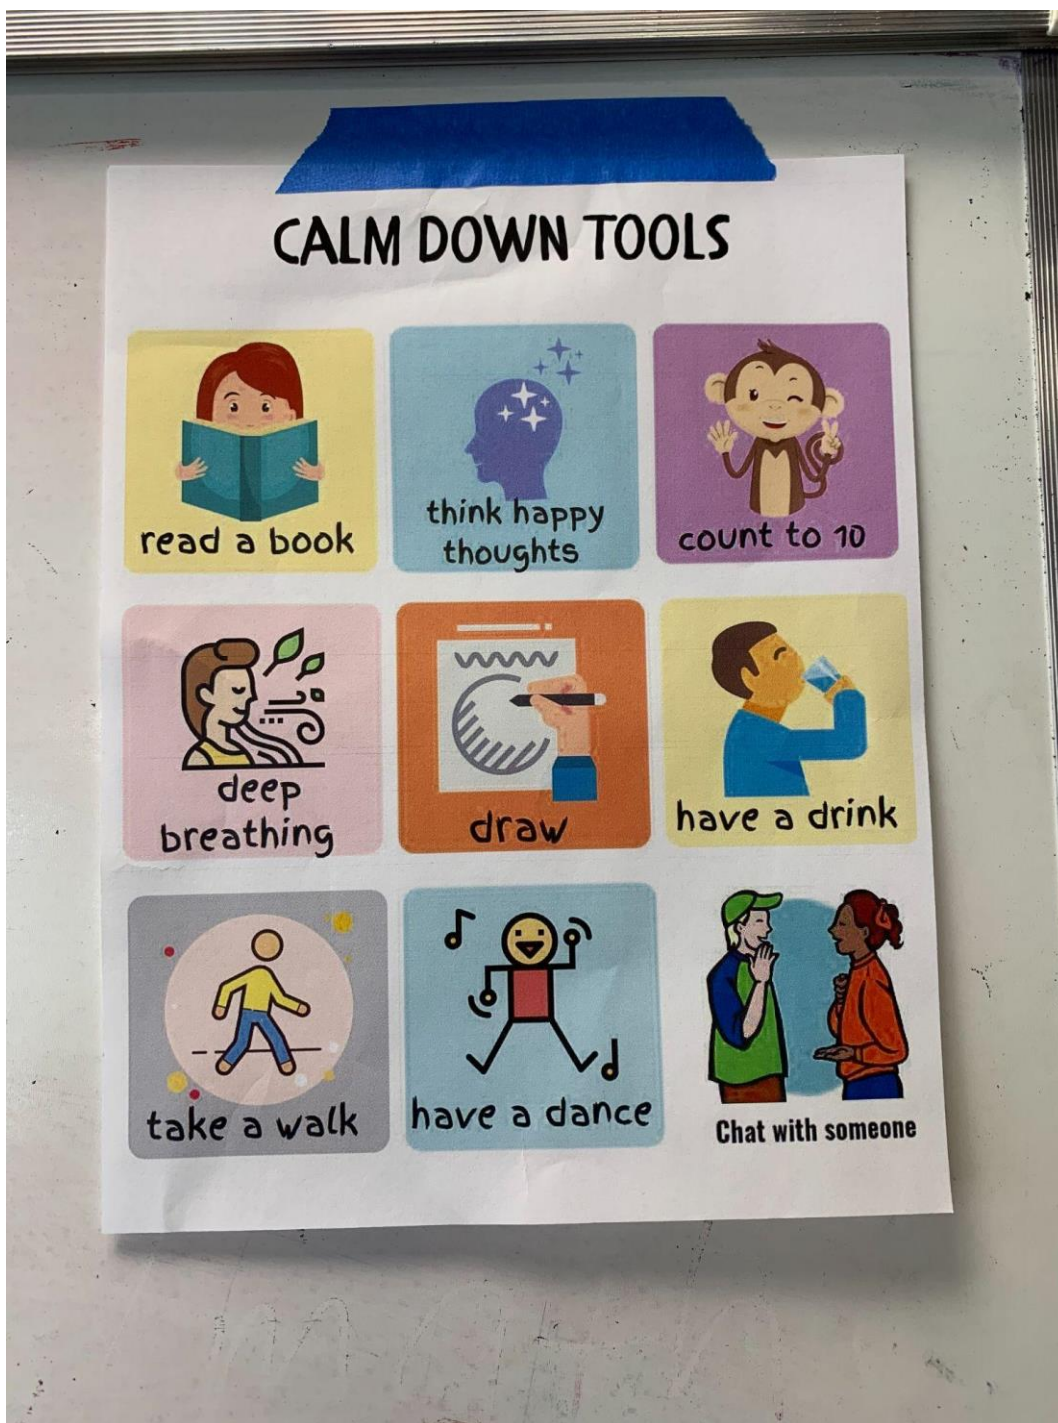 CALM DOWN TOOLS
read a book
think happy
thoughts
count to 10
deep
breathing
draw
have a drink
take a walk
have a dance
Chat with someone